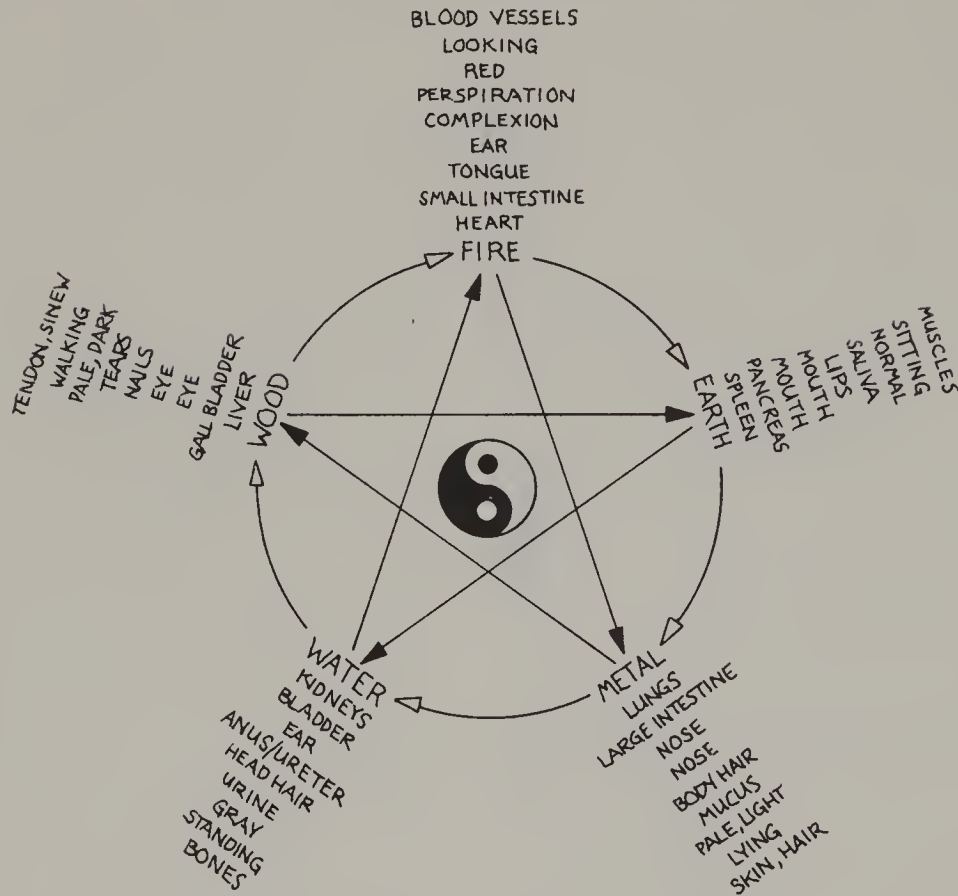 BLOOD VESSELS
LOOKING
RED
PERSPIRATION
COMPLEXION
EAR
TONGUE
SMALL INTESTINE
HEART
FIRE
TENDON, SINEW
WALKING
PALE, DARK
TEARS
NAILS
EYE
EYE
GALL BLADDER
LIVER
WOOD
EARTH
SPLEEN
PANCREAS
MOUTH
MOUTH
LIPS
SALIVA
NORMAL
SITTING
MUSCLES
WATER
KIDNEYS
BLADDER
EAR
ANUS/URETER
HEAD HAIR
URINE
GRAY
STANDING
BONES
METAL
LUNGS
LARGE INTESTINE
NOSE
NOSE
BODY HAIR
MUCUS
PALE, LIGHT
LYING
SKIN, HAIR